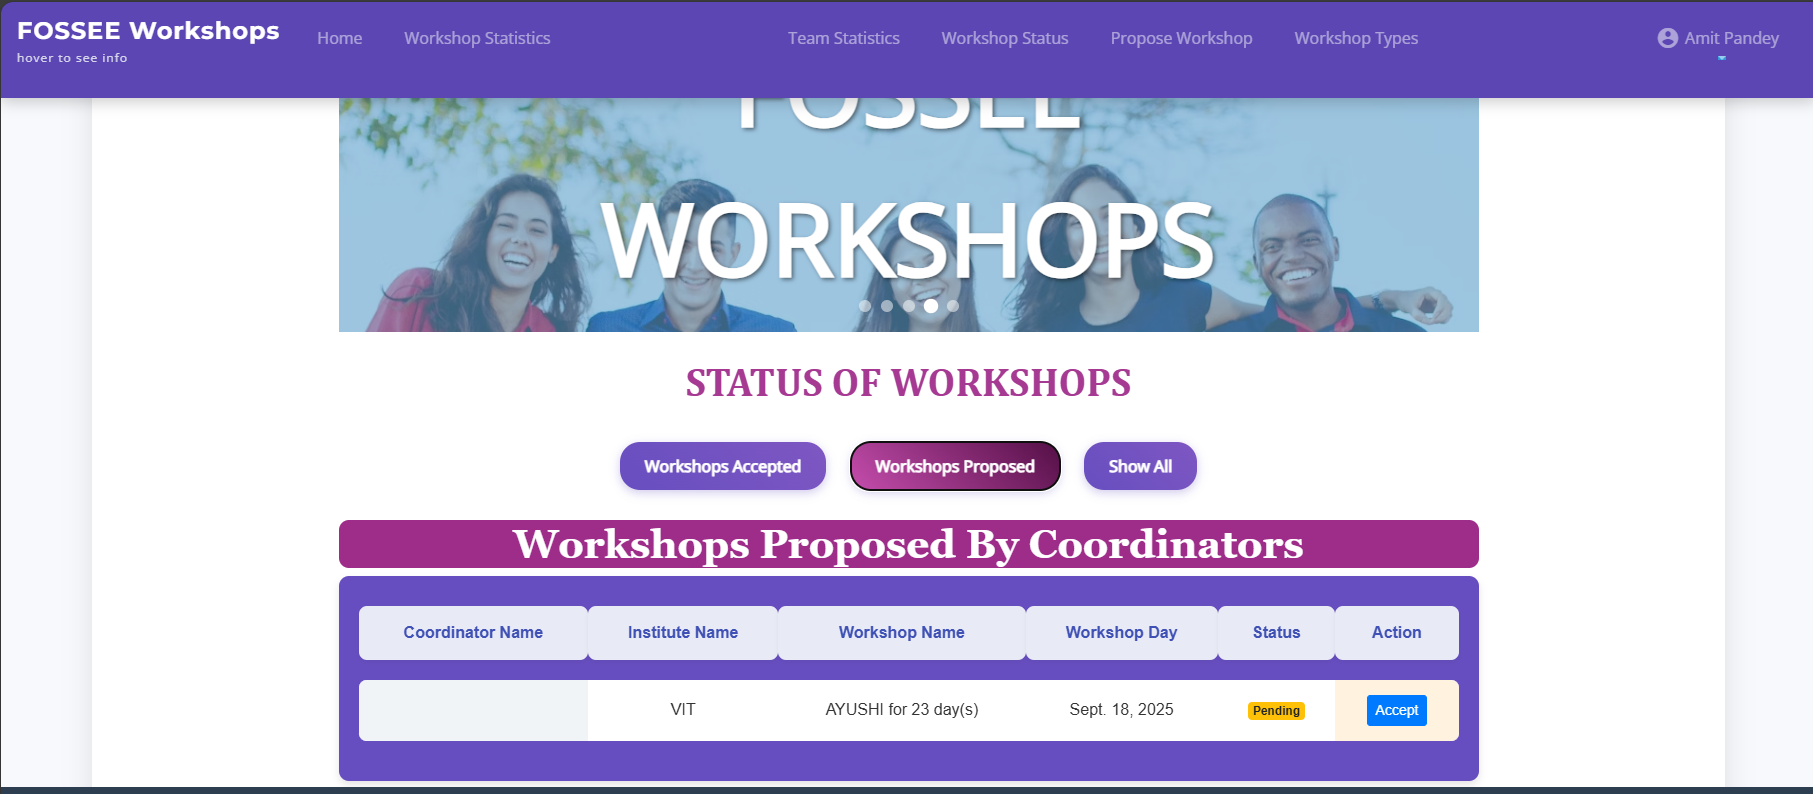 FOSSEE Workshops
hover to see info
Home
Workshop Statistics
Team Statistics
Workshop Status
Propose Workshop
Workshop Types
Amit Pandey
FOSSEE
WORKSHOPS
STATUS OF WORKSHOPS
Workshops Accepted
Workshops Proposed
Show All
Workshops Proposed By Coordinators
Coordinator Name
Institute Name
Workshop Name
Workshop Day
Status
Action
VIT
AYUSHI for 23 day(s)
Sept. 18, 2025
Pending
Accept